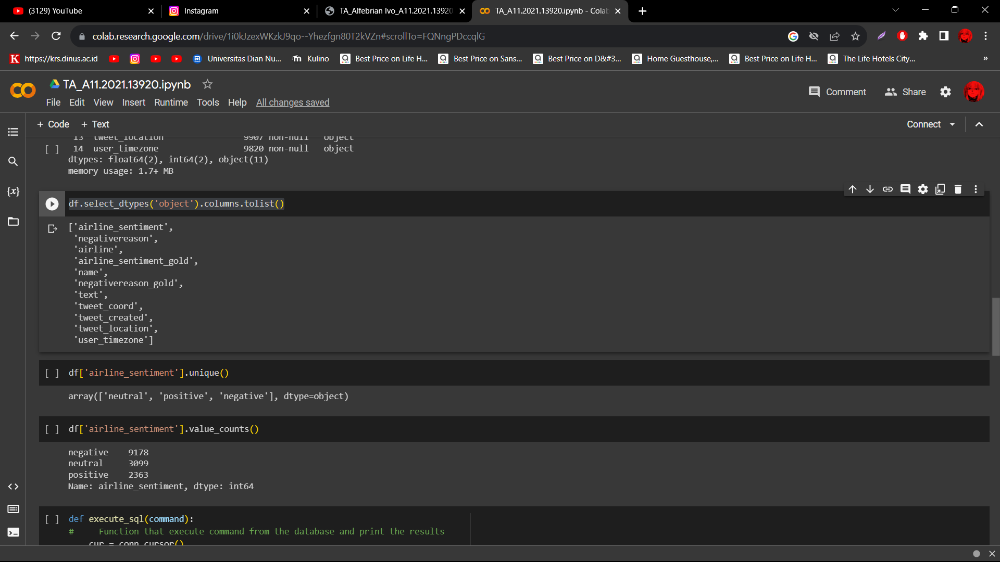 (3129) YouTube
Instagram
TA_Alfebrian Ivo_A11.2021.13920
TA_A11.2021.13920.ipynb - Colab
colab.research.google.com/drive/1i0kJzexWKzkJ9qo--Yhezfgn80T2kVZn#scrollTo=FQNngPDccqlG
https://krs.dinus.ac.id
Universitas Dian Nu...
Kulino
Best Price on Life H...
Best Price on Sans...
Best Price on D&#3...
Home Guesthouse,...
Best Price on Life H...
The Life Hotels City...
»
TA_A11.2021.13920.ipynb
Comment
Share
File Edit View Insert Runtime Tools Help All changes saved
+ Code + Text
Connect
13 tweet_location 9907 non-null object
[ ] 14 user_timezone 9820 non-null object
dtypes: float64(2), int64(2), object(11)
memory usage: 1.7+ MB
{x}
df.select_dtypes('object').columns.tolist()
['airline_sentiment',
'negativereason',
'airline',
'airline_sentiment_gold',
'name',
'negativereason_gold',
'text',
'tweet_coord',
'tweet_created',
'tweet_location',
'user_timezone']
[ ] df['airline_sentiment'].unique()
array(['neutral', 'positive', 'negative'], dtype=object)
[ ] df['airline_sentiment'].value_counts()
negative 9178
neutral 3099
positive 2363
Name: airline_sentiment, dtype: int64
[ ] def execute_sql(command):
# Function that execute command from the database and print the results
cur = conn.cursor()